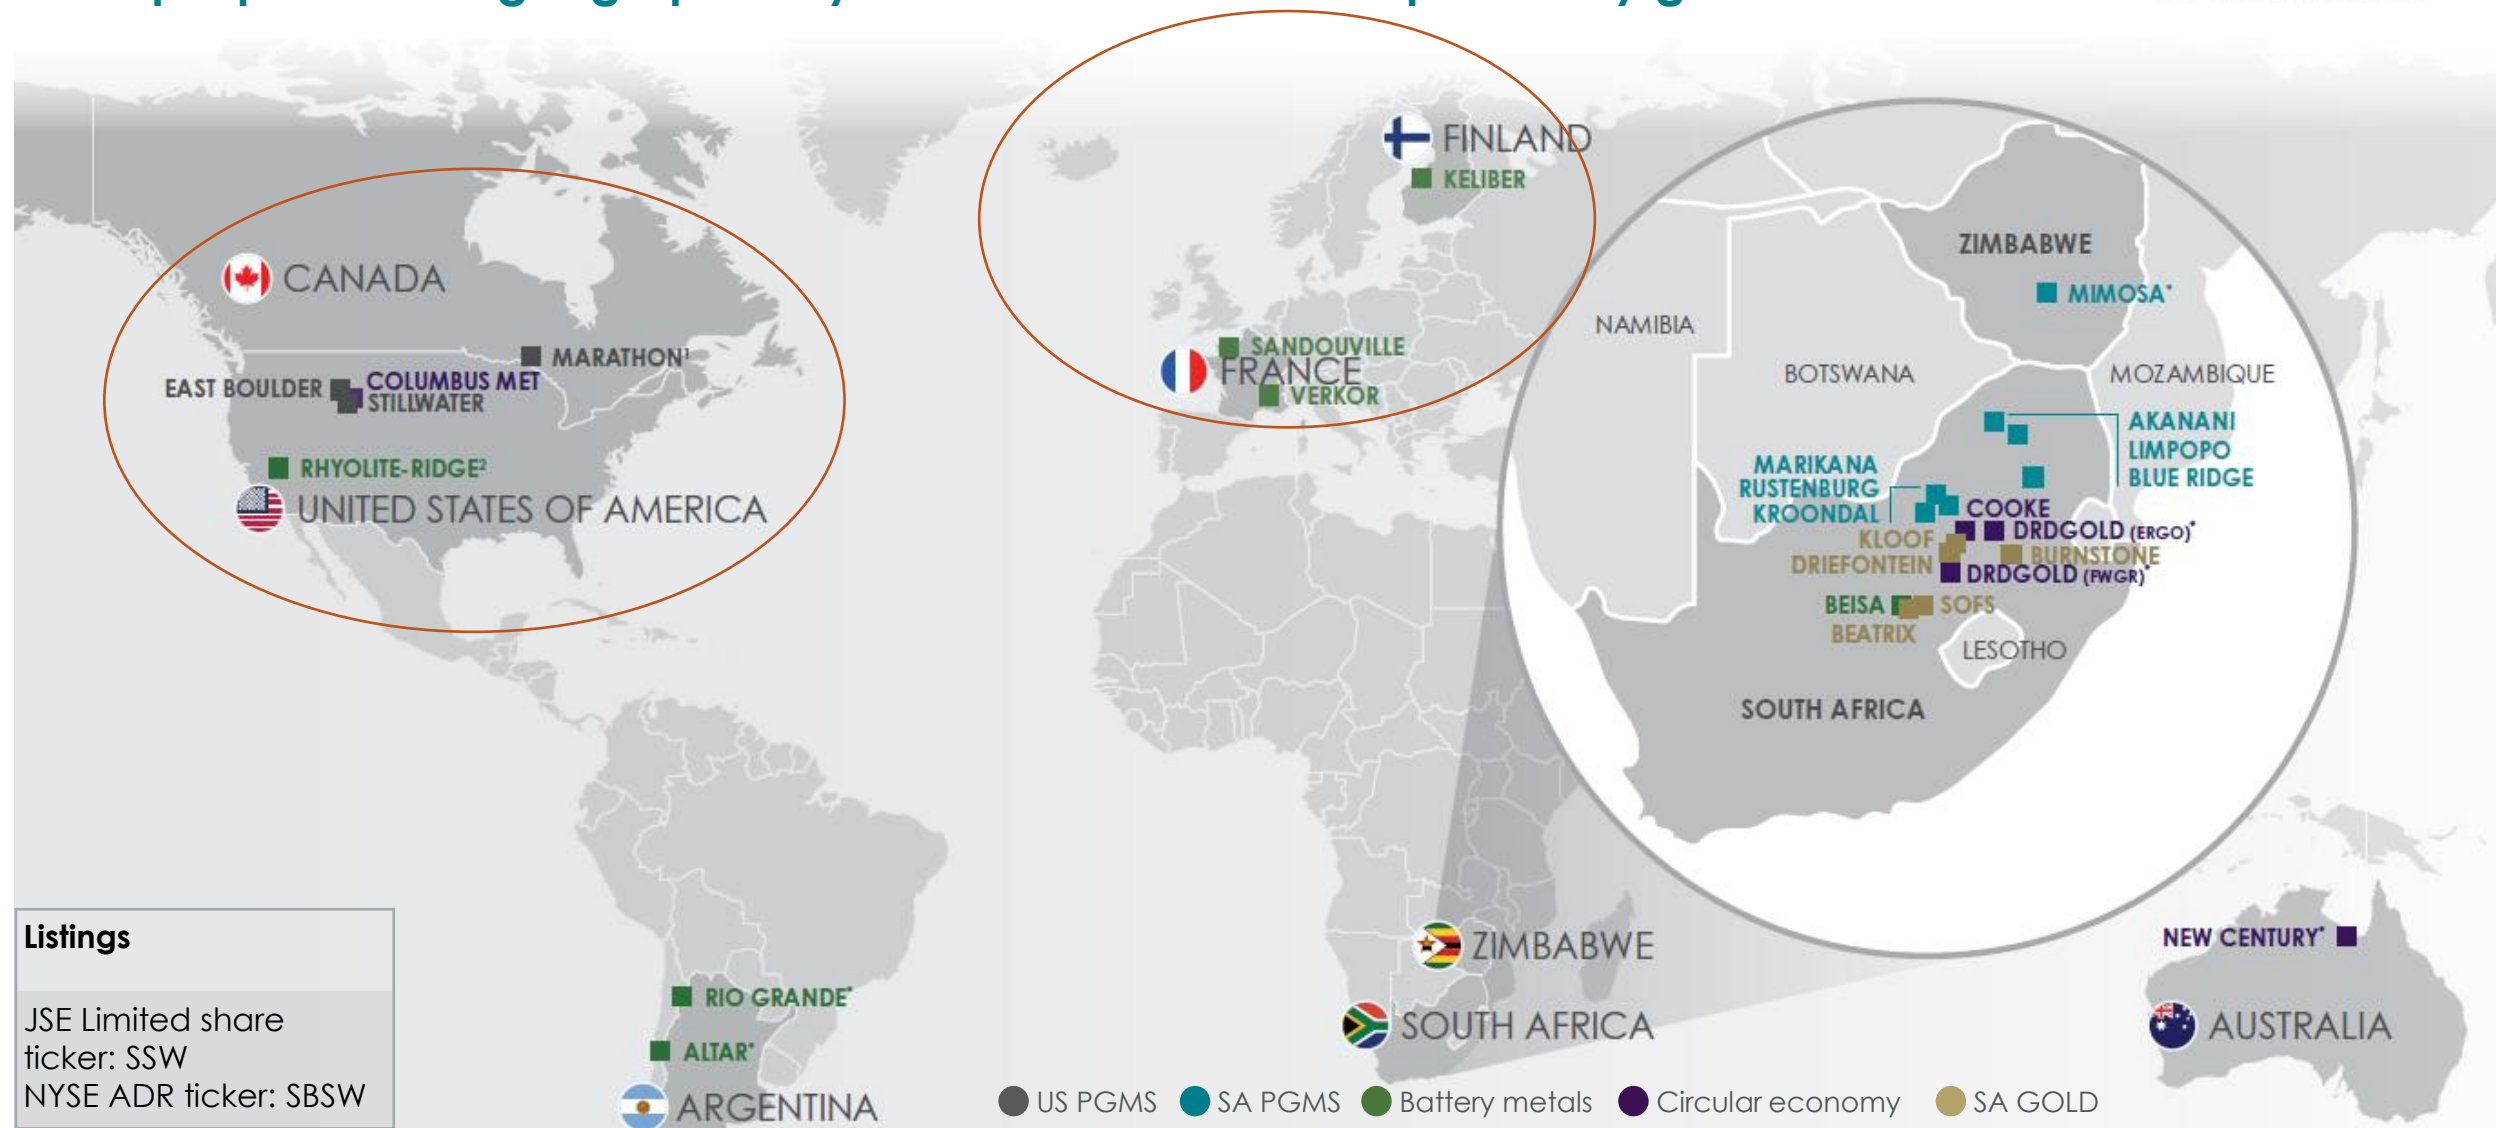 FINLAND
KELIBER
CANADA
MARATHON¹
EAST BOULDER
COLUMBUS MET
STILLWATER
RHYOLITE-RIDGE²
UNITED STATES OF AMERICA
SANDOUVILLE
FRANCE
VERKOR
ZIMBABWE
MIMOSA*
NAMIBIA
BOTSWANA
MOZAMBIQUE
AKANANI
LIMPOPO
BLUE RIDGE
MARIKANA
RUSTENBURG
KROONDAL
COOKE
DRDGOLD (ERGO)*
KLOOF
BURNSTONE
DRIEFONTEIN
DRDGOLD (FWGR)*
BEISA
SOFS
BEATRIX
LESOTHO
SOUTH AFRICA
Listings
JSE Limited share
ticker: SSW
NYSE ADR ticker: SBSW
RIO GRANDE*
ALTAR*
ARGENTINA
ZIMBABWE
SOUTH AFRICA
NEW CENTURY*
AUSTRALIA
US PGMS
SA PGMS
Battery metals
Circular economy
SA GOLD